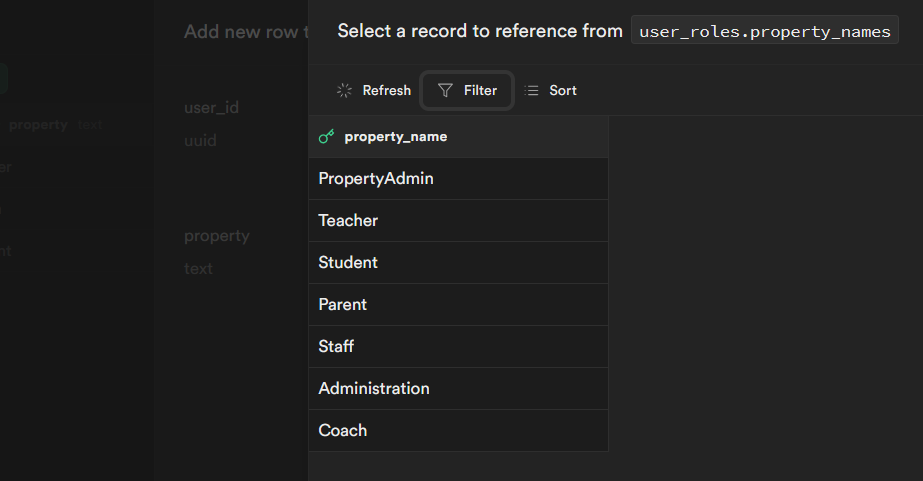 Add new row t
Select a record to reference from user_roles.property_names
Refresh
Filter
Sort
user_id
uuid
property text
er
property_name
PropertyAdmin
Teacher
Student
property
text
nt
Parent
Staff
Administration
Coach